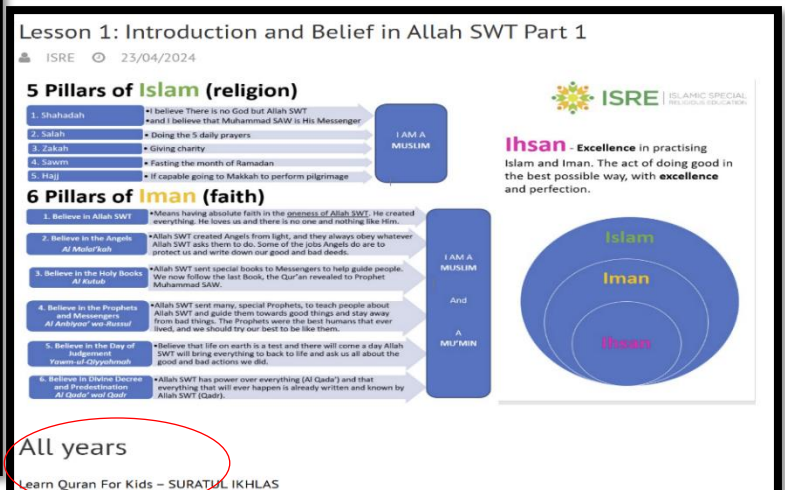 Lesson 1: Introduction and Belief in Allah SWT Part 1
ISRE 23/04/2024
5 Pillars of Islam (religion)
1. Shahadah
•I believe There is no God but Allah SWT
•and I believe that Muhammad SAW is His Messenger
2. Salah
• Doing the 5 daily prayers
3. Zakah
• Giving charity
4. Sawm
• Fasting the month of Ramadan
5. Hajj
• If capable going to Makkah to perform pilgrimage
I AM A
MUSLIM
6 Pillars of Iman (faith)
1. Believe in Allah SWT
•Means having absolute faith in the oneness of Allah SWT. He created
everything. He loves us and there is no one and nothing like Him.
2. Believe in the Angels
Al Malai'kah
•Allah SWT created Angels from light, and they always obey whatever
Allah SWT asks them to do. Some of the jobs Angels do are to
protect us and write down our good and bad deeds.
3. Believe in the Holy Books
Al Kutub
•Allah SWT sent special books to Messengers to help guide people.
We now follow the last Book, the Qur'an revealed to Prophet
Muhammad SAW.
4. Believe in the Prophets
and Messengers
Al Anbiyaa' wa-Russul
•Allah SWT sent many, special Prophets, to teach people about
Allah SWT and guide them towards good things and stay away
from bad things. The Prophets were the best humans that ever
lived, and we should try our best to be like them.
5. Believe in the Day of
Judgement
Yawm-ul-Qiyyahmah
•Believe that life on earth is a test and there will come a day Allah
SWT will bring everything to back to life and ask us all about the
good and bad actions we did.
6. Believe in Divine Decree
and Predestination
Al Qada' wal Qadr
•Allah SWT has power over everything (Al Qada') and that
everything that will ever happen is already written and known by
Allah SWT (Qadr).
I AM A
MUSLIM
And
A
MU'MIN
ISRE ISLAMIC SPECIAL
RELIGIOUS EDUCATION
Ihsan - Excellence in practising
Islam and Iman. The act of doing good in
the best possible way, with excellence
and perfection.
Islam
Iman
Ihsan
All years
Learn Quran For Kids – SURATUL IKHLAS